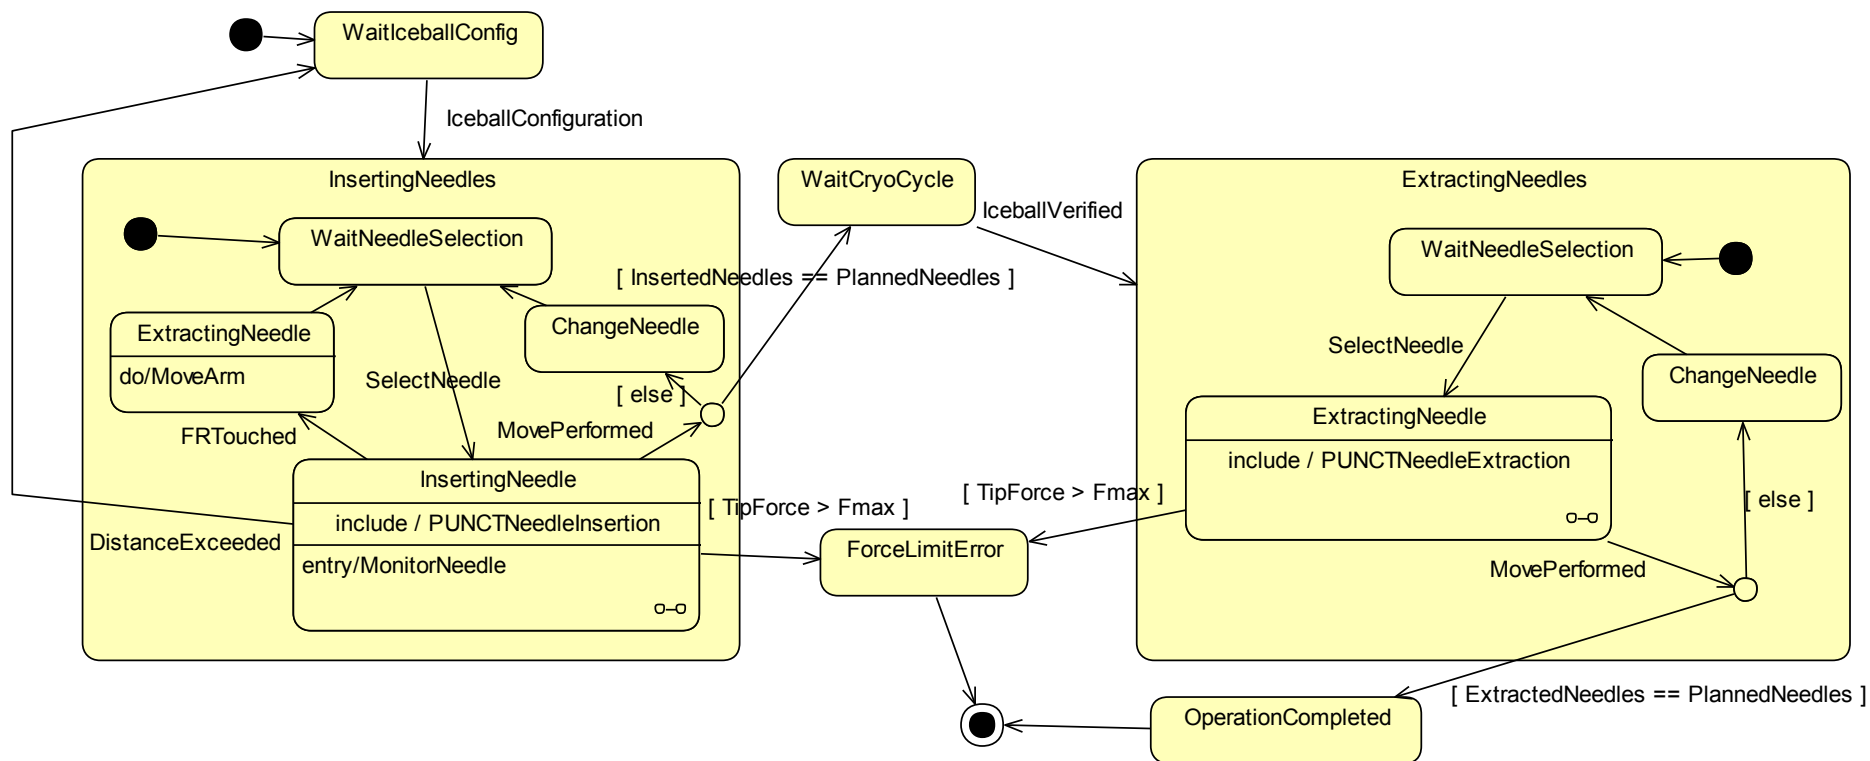 WaitIceballConfig
IceballConfiguration
InsertingNeedles
WaitNeedleSelection
ExtractingNeedle
do/MoveArm
ChangeNeedle
SelectNeedle
[ else ]
FRTouched
MovePerformed
InsertingNeedle
include / PUNCTNeedleInsertion
entry/MonitorNeedle
DistanceExceeded
[ InsertedNeedles == PlannedNeedles ]
WaitCryoCycle
IceballVerified
[ TipForce > Fmax ]
ForceLimitError
[ TipForce > Fmax ]
ExtractingNeedles
WaitNeedleSelection
SelectNeedle
ChangeNeedle
ExtractingNeedle
include / PUNCTNeedleExtraction
[ else ]
MovePerformed
[ ExtractedNeedles == PlannedNeedles ]
OperationCompleted